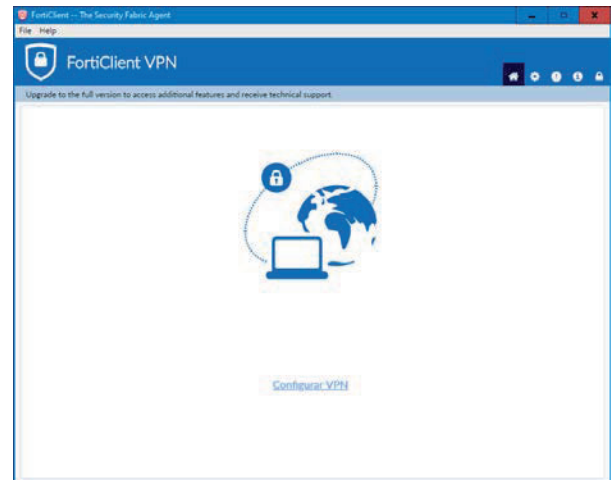 FortiClient -- The Security Fabric Agent
File Help
FortiClient VPN
Upgrade to the full version to access additional features and receive technical support.
Configurar VPN